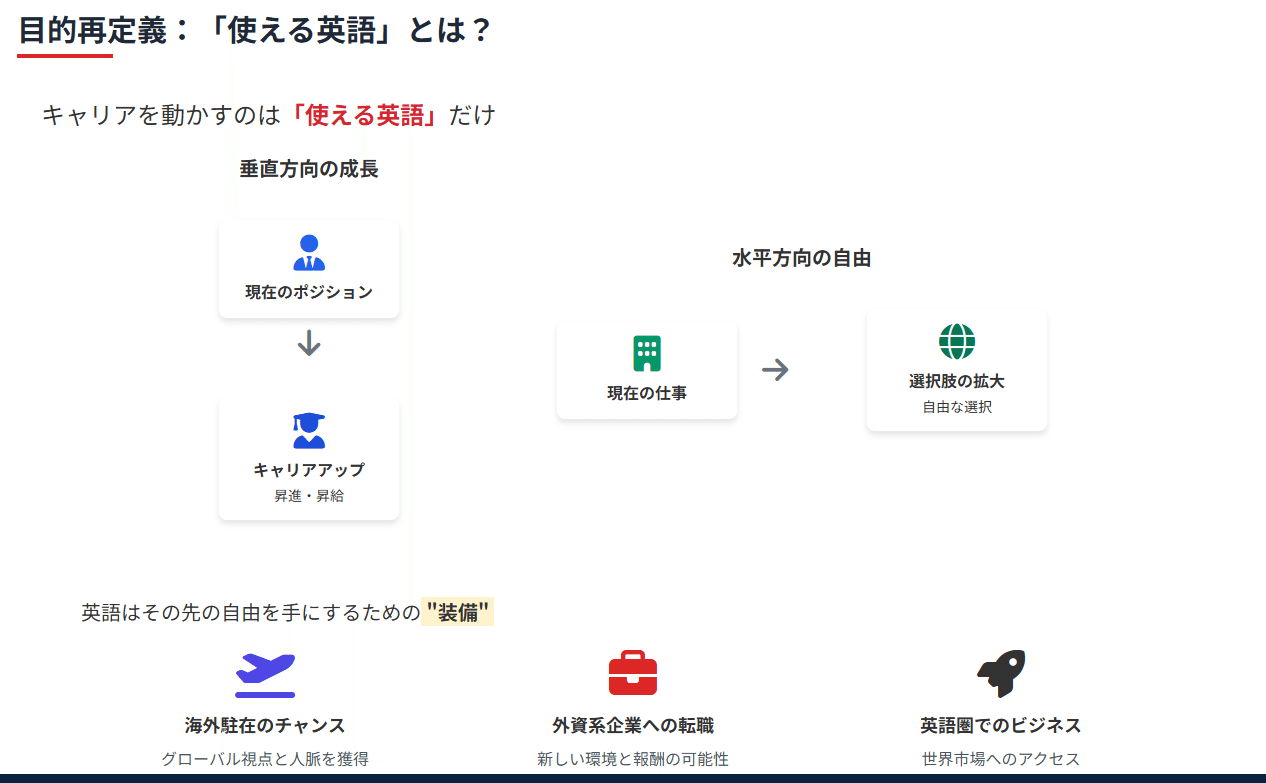 目的再定義：「使える英語」とは？
キャリアを動かすのは「使える英語」だけ
垂直方向の成長
現在のポジション
キャリアアップ
昇進・昇給
水平方向の自由
現在の仕事
選択肢の拡大
自由な選択
英語はその先の自由を手にするための"装備"
海外駐在のチャンス
グローバル視点と人脈を獲得
外資系企業への転職
新しい環境と報酬の可能性
英語圏でのビジネス
世界市場へのアクセス